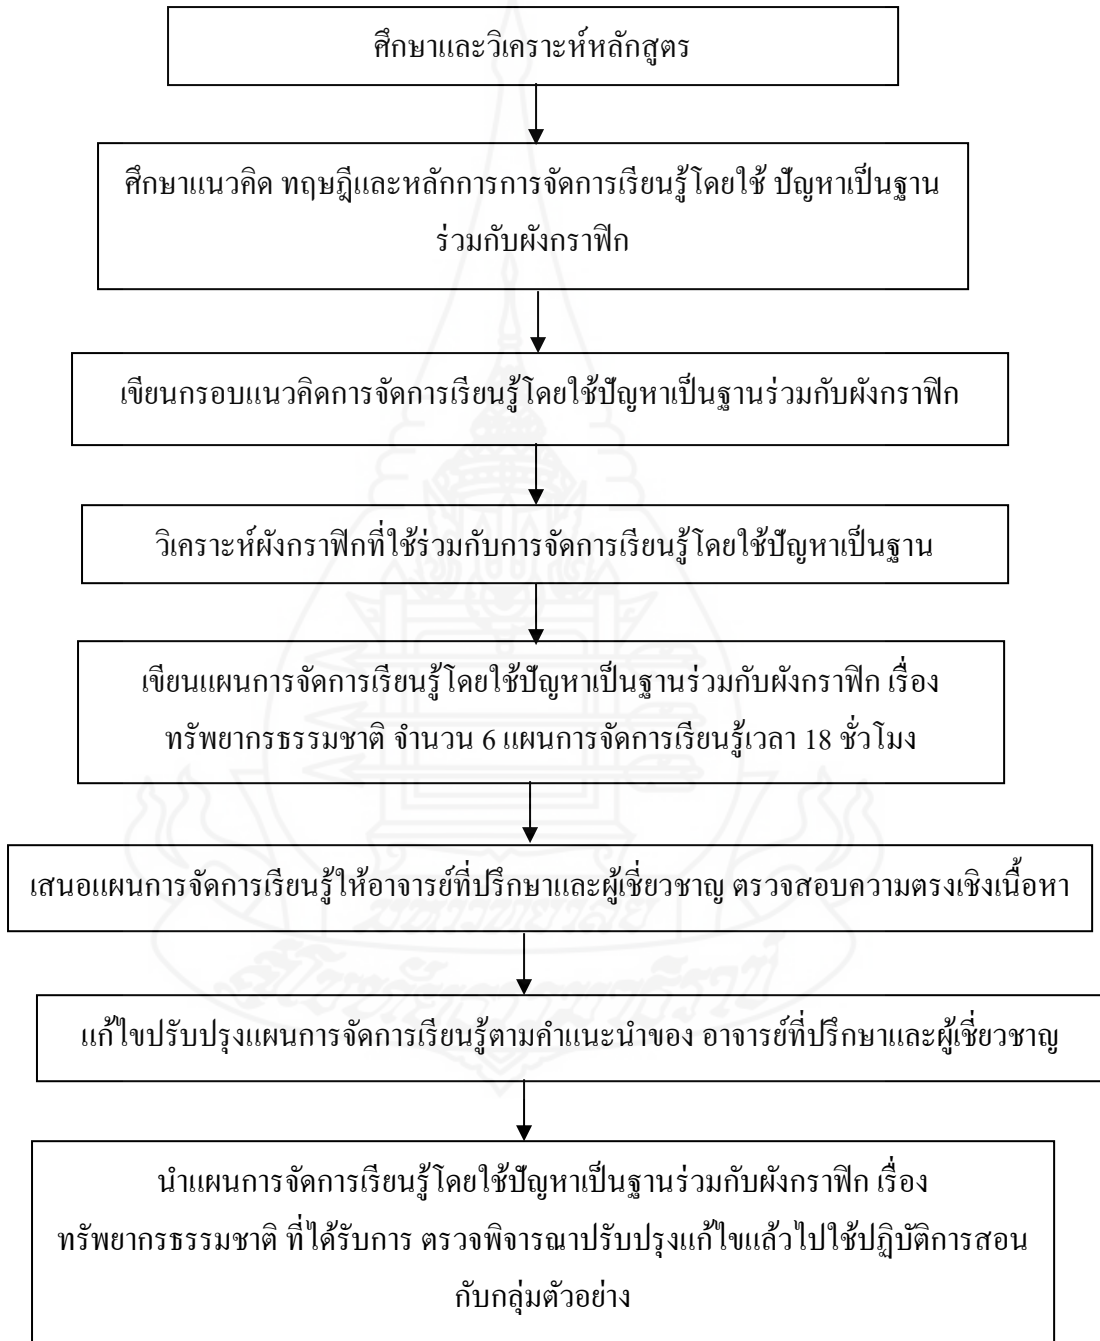 ศึกษาและวิเคราะห์หลักสูตร
ศึกษาแนวคิด ทฤษฎีและหลักการการจัดการเรียนรู้โดยใช้ ปัญหาเป็นฐาน
ร่วมกับผังกราฟิก
เขียนกรอบแนวคิดการจัดการเรียนรู้โดยใช้ปัญหาเป็นฐานร่วมกับผังกราฟิก
วิเคราะห์ผังกราฟิกที่ใช้ร่วมกับการจัดการเรียนรู้โดยใช้ปัญหาเป็นฐาน
เขียนแผนการจัดการเรียนรู้โดยใช้ปัญหาเป็นฐานร่วมกับผังกราฟิก เรื่อง
ทรัพยากรธรรมชาติ จำนวน 6 แผนการจัดการเรียนรู้เวลา 18 ชั่วโมง
เสนอแผนการจัดการเรียนรู้ให้อาจารย์ที่ปรึกษาและผู้เชี่ยวชาญ ตรวจสอบความตรงเชิงเนื้อหา
มหาวิทยาลัย
สุโขทัยธรรมาธิราช
แก้ไขปรับปรุงแผนการจัดการเรียนรู้ตามคำแนะนำของ อาจารย์ที่ปรึกษาและผู้เชี่ยวชาญ
นำแผนการจัดการเรียนรู้โดยใช้ปัญหาเป็นฐานร่วมกับผังกราฟิก เรื่อง
ทรัพยากรธรรมชาติ ที่ได้รับการ ตรวจพิจารณาปรับปรุงแก้ไขแล้วไปใช้ปฏิบัติการสอน
กับกลุ่มตัวอย่าง